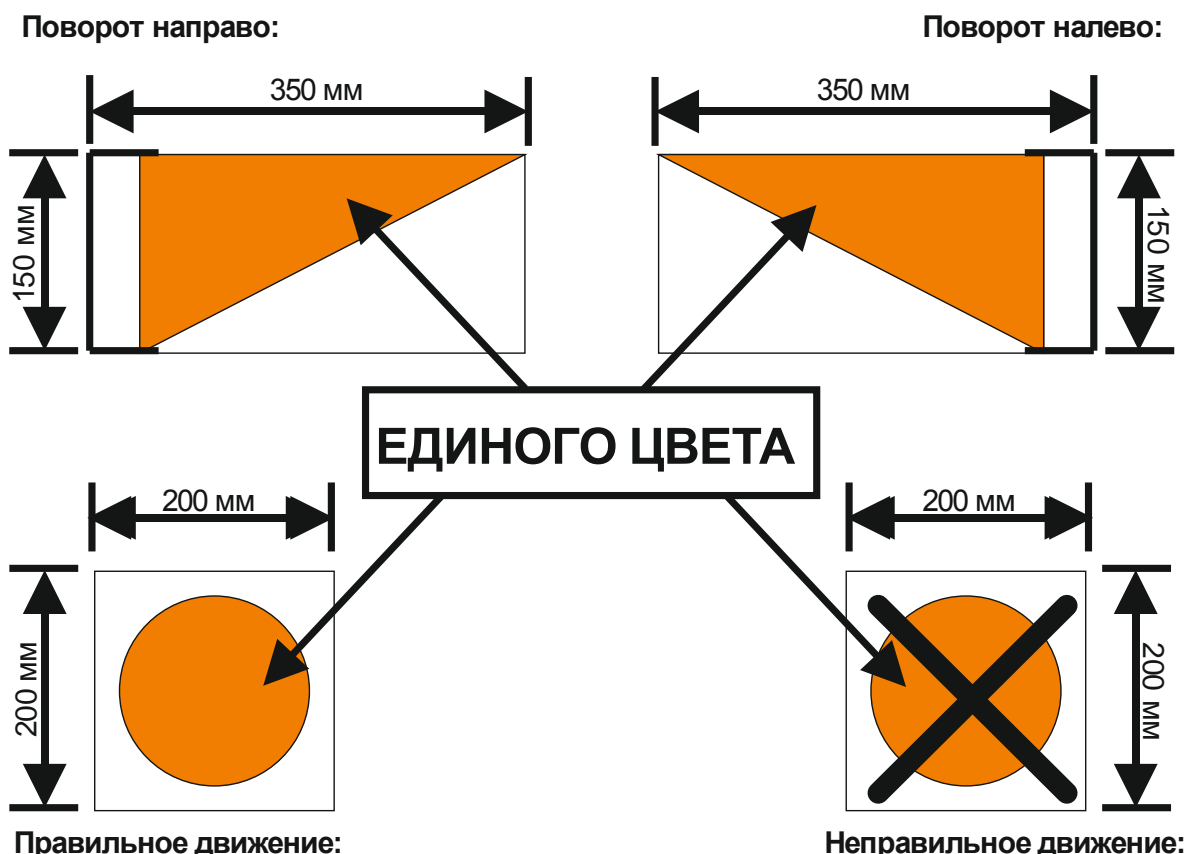 Поворот направо:
Поворот налево:
350 мм
350 мм
150 мм
150 мм
ЕДИНОГО ЦВЕТА
200 мм
200 мм
200 мм
200 мм
Правильное движение:
Неправильное движение: